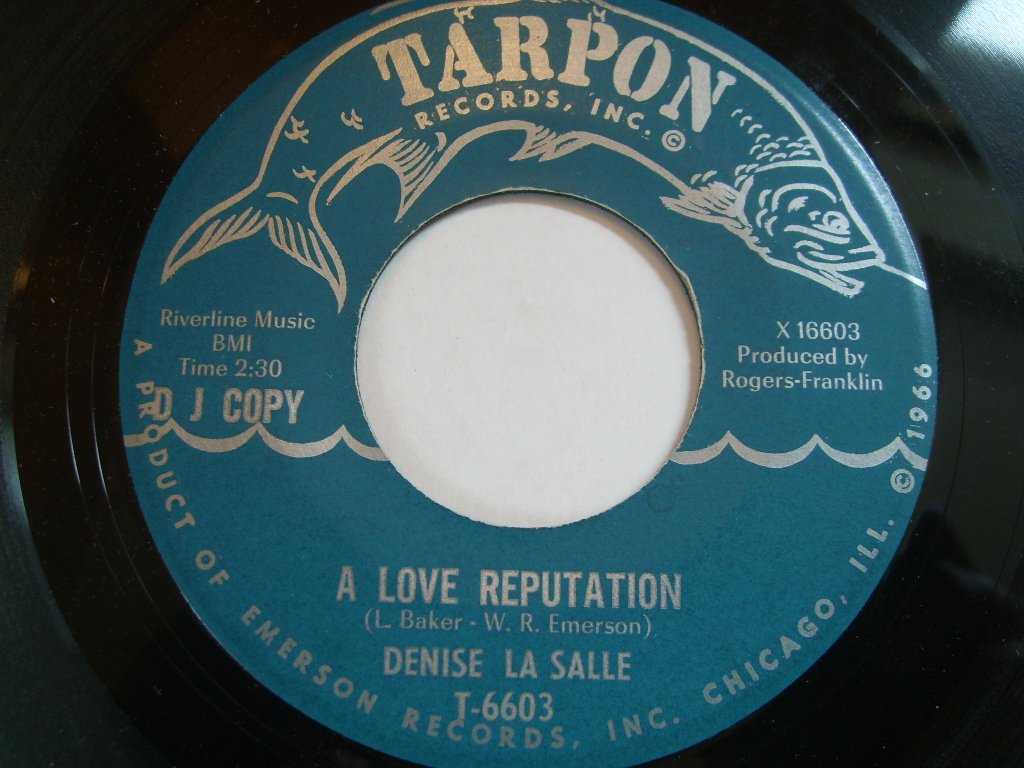 TARPON
RECORDS, INC. ©
Riverline Music
BMI
Time 2:30
D J COPY
X 16603
Produced by
Rogers-Franklin
A LOVE REPUTATION
(L. Baker - W. R. Emerson)
DENISE LA SALLE
T-6603
A PRODUCT OF EMERSON RECORDS, INC. CHICAGO, ILL. © 1966